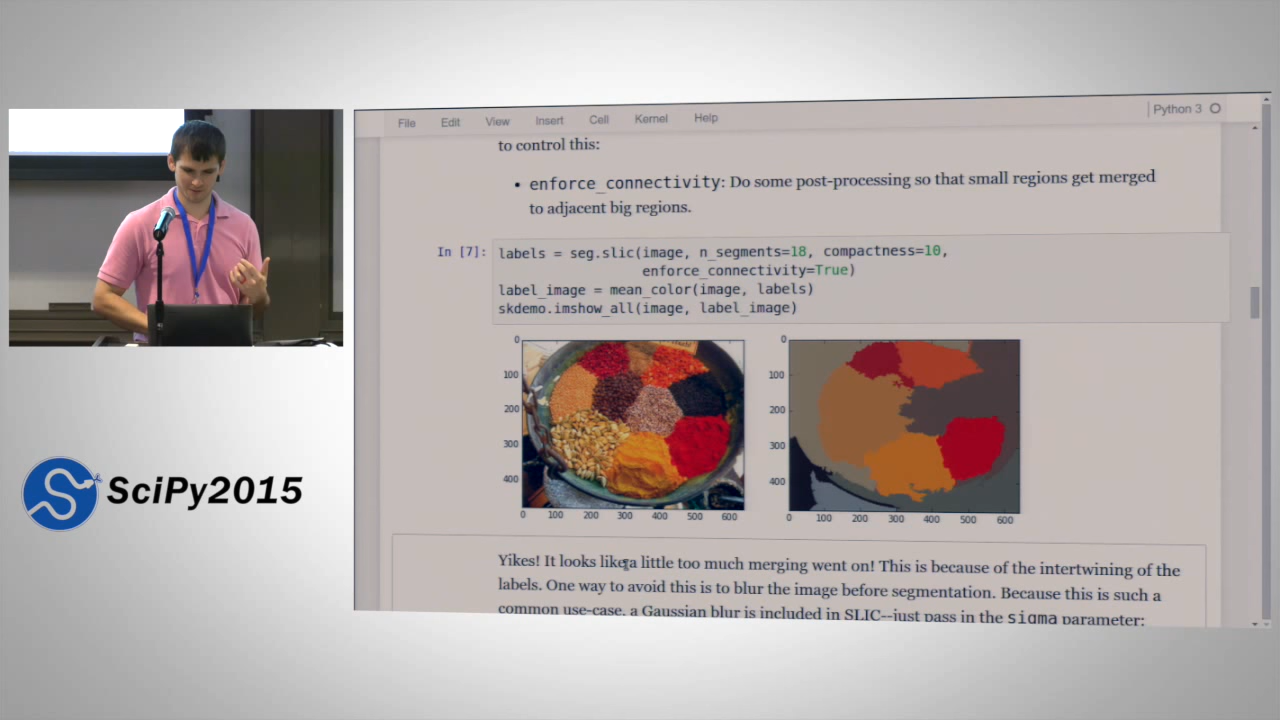 File Edit View Insert Cell Kernel Help Python 3
to control this:
• enforce_connectivity: Do some post-processing so that small regions get merged
to adjacent big regions.
In [7]: labels = seg.slic(image, n_segments=18, compactness=10,
enforce_connectivity=True)
label_image = mean_color(image, labels)
skdemo.imshow_all(image, label_image)
0
100
200
300
400
0 100 200 300 400 500 600
0
100
200
300
400
0 100 200 300 400 500 600
Yikes! It looks like a little too much merging went on! This is because of the intertwining of the
labels. One way to avoid this is to blur the image before segmentation. Because this is such a
common use-case, a Gaussian blur is included in SLIC--just pass in the sigma parameter:
SciPy2015